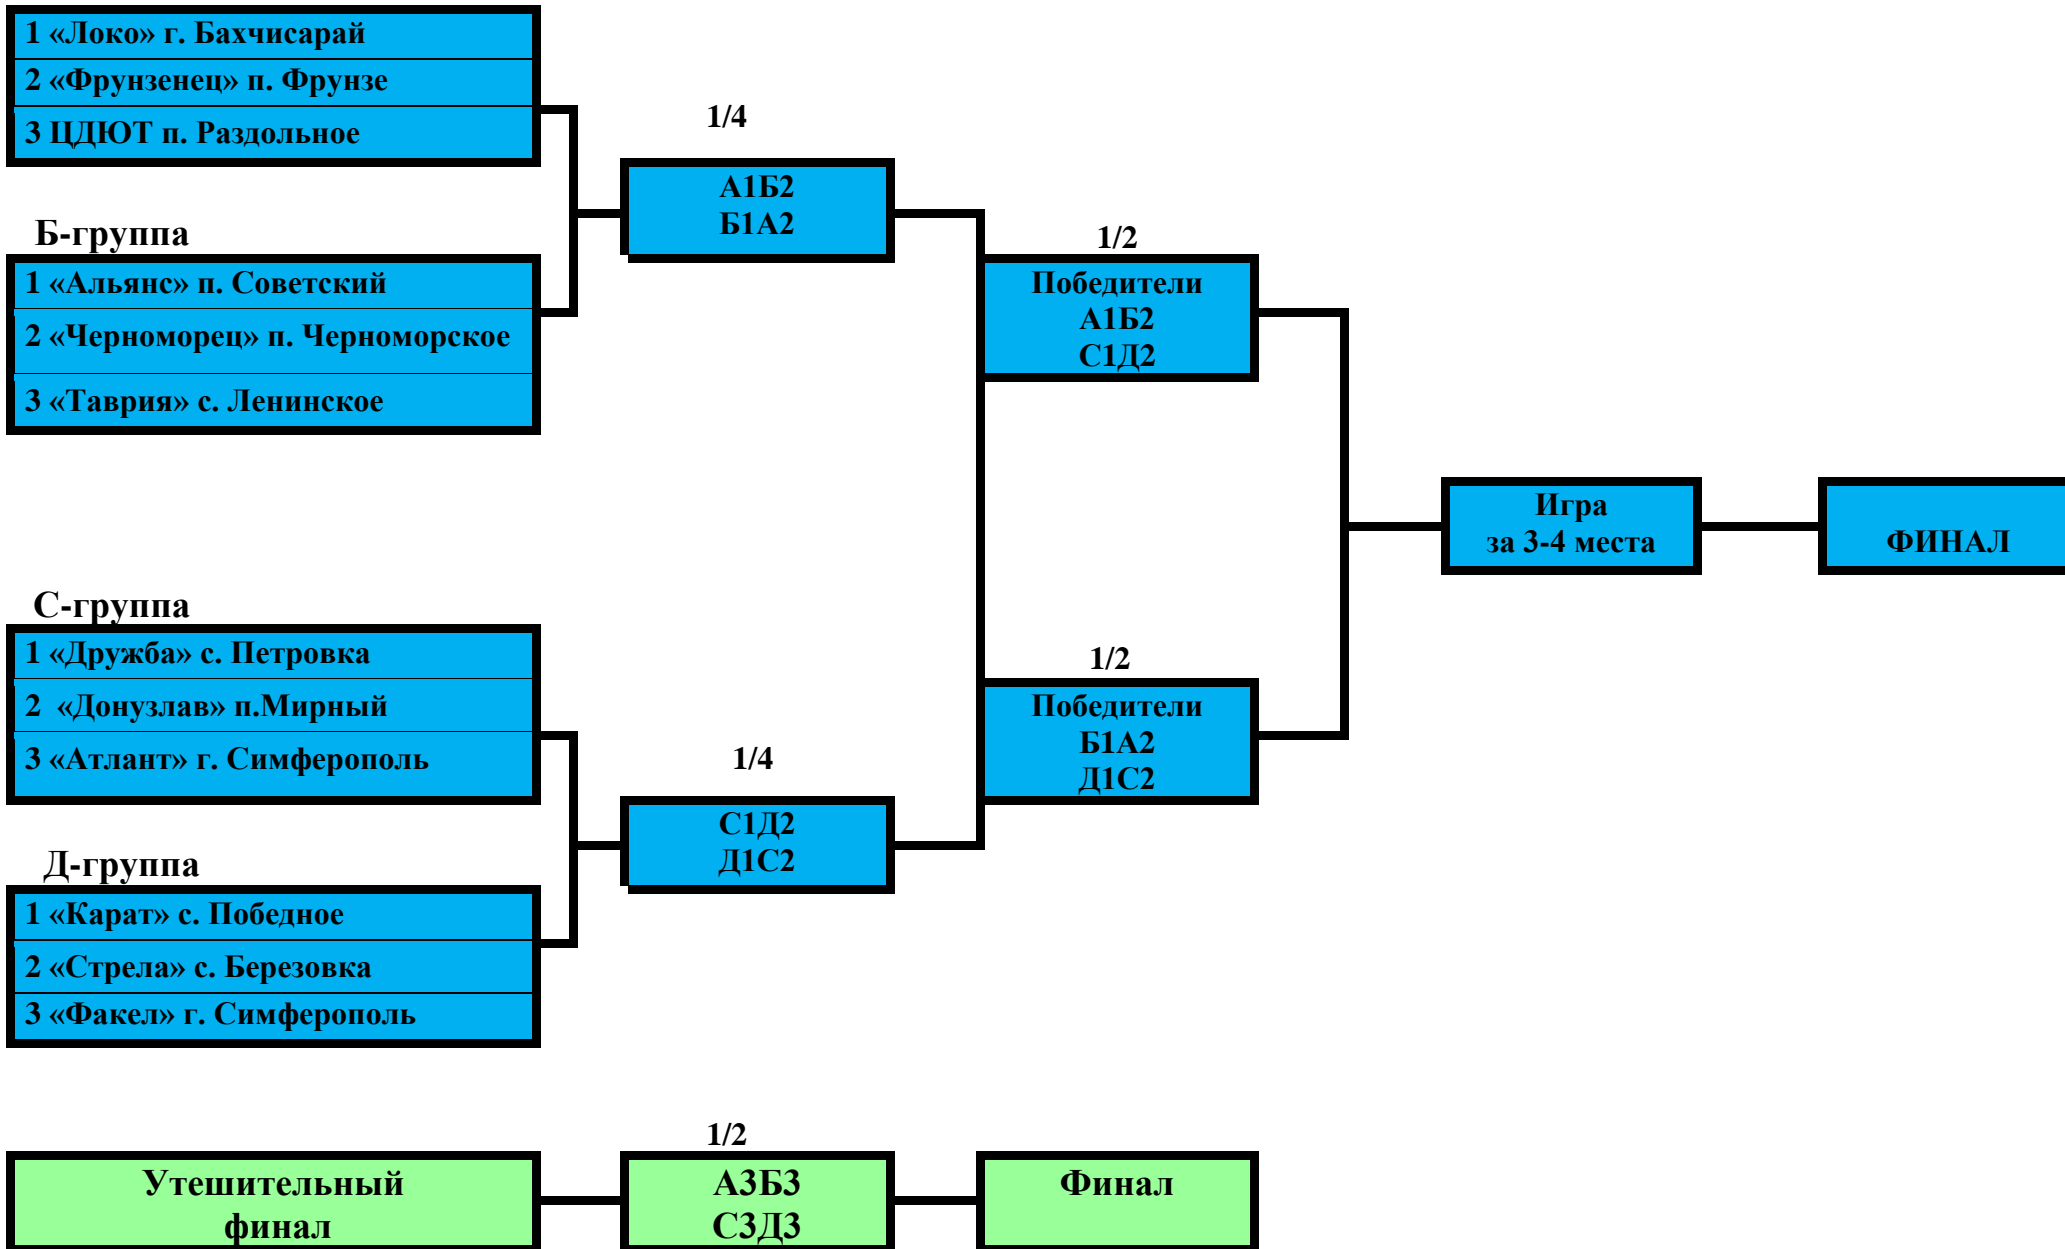 1 «Локо» г. Бахчисарай
2 «Фрунзенец» п. Фрунзе
3 ЦДЮТ п. Раздольное
1/4
А1Б2
Б1А2
Б-группа
1 «Альянс» п. Советский
2 «Черноморец» п. Черноморское
3 «Таврия» с. Ленинское
1/2
Победители
А1Б2
С1Д2
Игра
за 3-4 места
ФИНАЛ
С-группа
1 «Дружба» с. Петровка
2 «Донузлав» п.Мирный
3 «Атлант» г. Симферополь
1/2
Победители
Б1А2
Д1С2
1/4
С1Д2
Д1С2
Д-группа
1 «Карат» с. Победное
2 «Стрела» с. Березовка
3 «Факел» г. Симферополь
Утешительный
финал
1/2
А3Б3
С3Д3
Финал